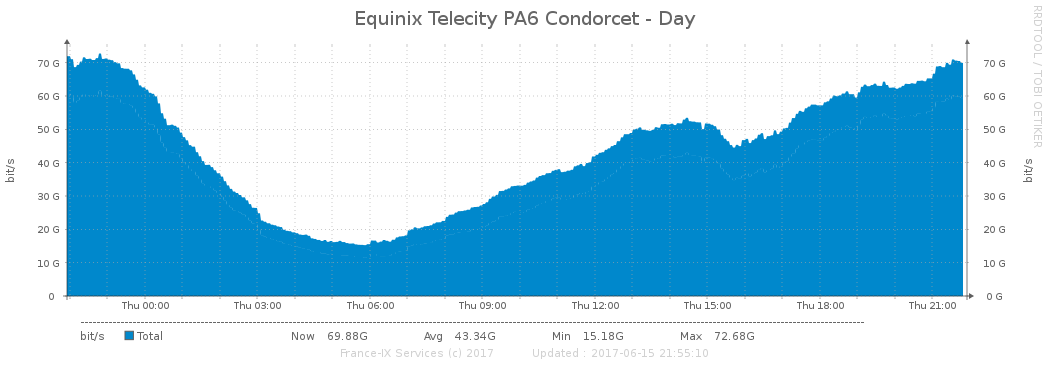 Equinix Telecity PA6 Condorcet - Day
RRDTOOL / TOBI OETIKER
bit/s
70 G
60 G
50 G
40 G
30 G
20 G
10 G
0
70 G
60 G
50 G
40 G
30 G
20 G
10 G
0 G
bit/s
Thu 00:00 Thu 03:00 Thu 06:00 Thu 09:00 Thu 12:00 Thu 15:00 Thu 18:00 Thu 21:00
bit/s Total Now 69.88G Avg 43.34G Min 15.18G Max 72.68G
France-IX Services (c) 2017 Updated : 2017-06-15 21:55:10